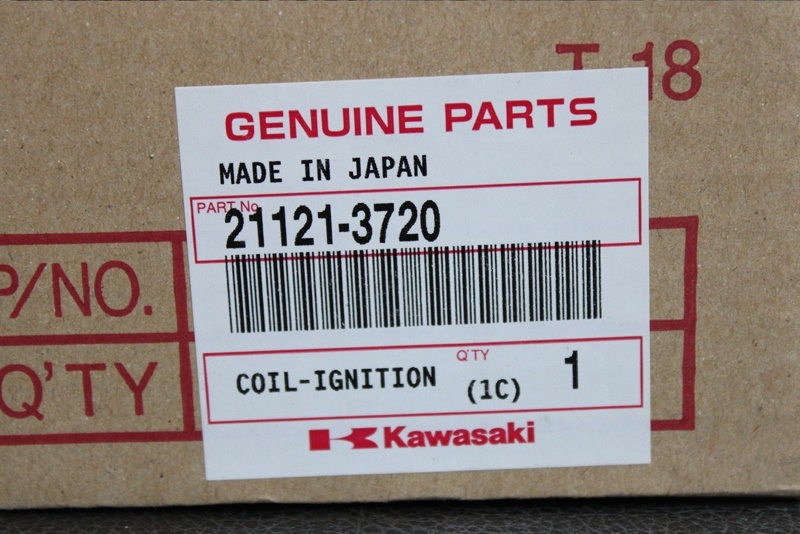 T-18
GENUINE PARTS
MADE IN JAPAN
PART No.
21121-3720
P/NO.
COIL-IGNITION
Q'TY
(1C)
1
Q'TY
Kawasaki